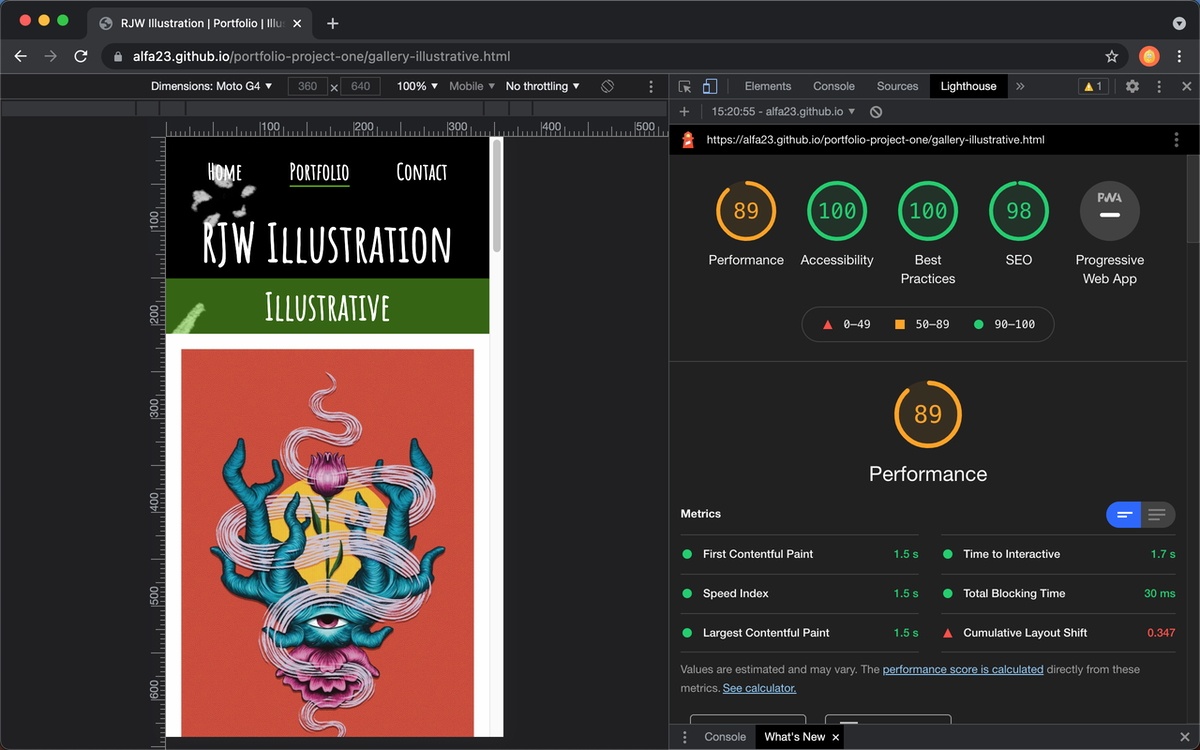 RJW Illustration | Portfolio | Illus
alfa23.github.io/portfolio-project-one/gallery-illustrative.html
Dimensions: Moto G4 ▼ 360 × 640 100% ▼ Mobile ▼ No throttling ▼
Elements Console Sources Lighthouse » 1
15:20:55 - alfa23.github.io ▼
https://alfa23.github.io/portfolio-project-one/gallery-illustrative.html
100 200 300 400 500
100
200
300
400
500
600
Home Portfolio Contact
RJW Illustration
Illustrative
89 100 100 98 PWA
Performance Accessibility Best Practices SEO Progressive Web App
0–49 50–89 90–100
89
Performance
Metrics
First Contentful Paint 1.5 s
Time to Interactive 1.7 s
Speed Index 1.5 s
Total Blocking Time 30 ms
Largest Contentful Paint 1.5 s
Cumulative Layout Shift 0.347
Values are estimated and may vary. The performance score is calculated directly from these
metrics. See calculator.
Console What's New ×